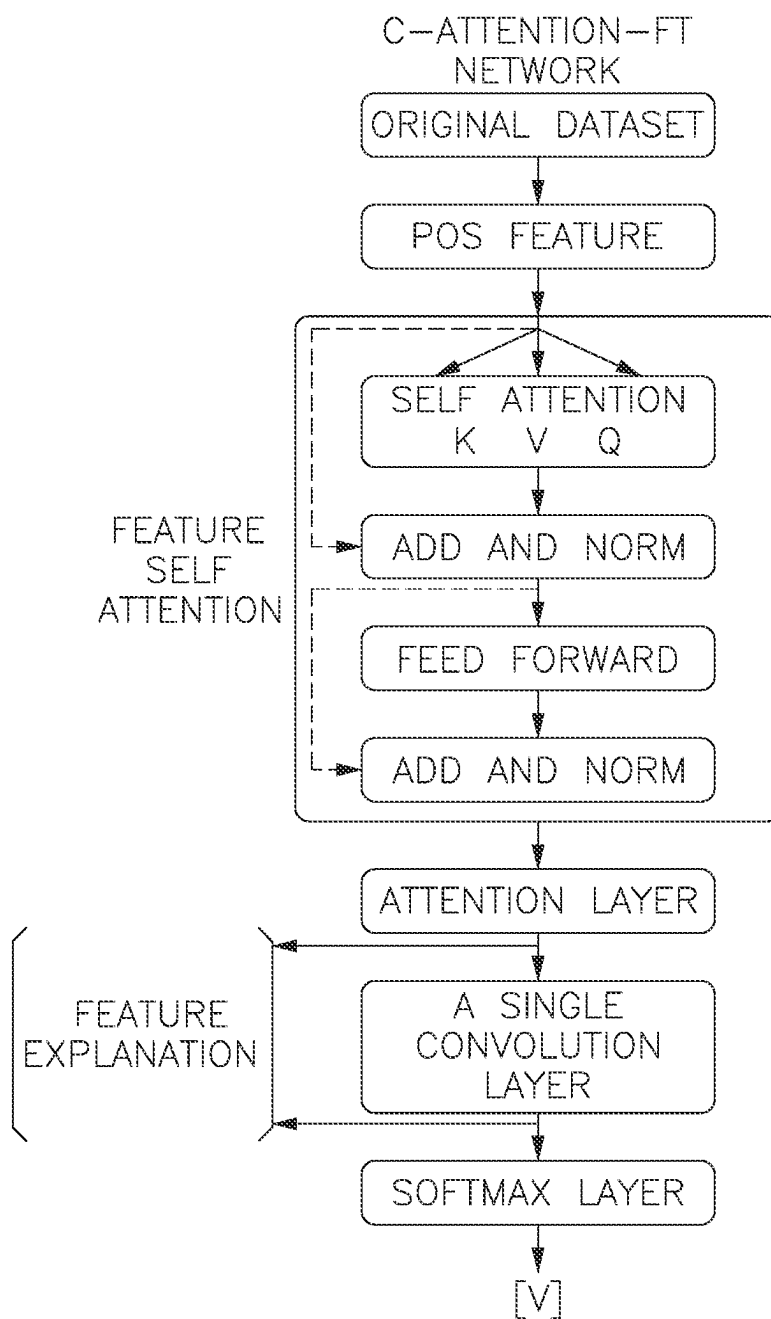 C-ATTENTION-FT
NETWORK
ORIGINAL DATASET
POS FEATURE
SELF ATTENTION
K V Q
ADD AND NORM
FEATURE
SELF
ATTENTION
FEED FORWARD
ADD AND NORM
ATTENTION LAYER
FEATURE
EXPLANATION
A SINGLE
CONVOLUTION
LAYER
SOFTMAX LAYER
[V]